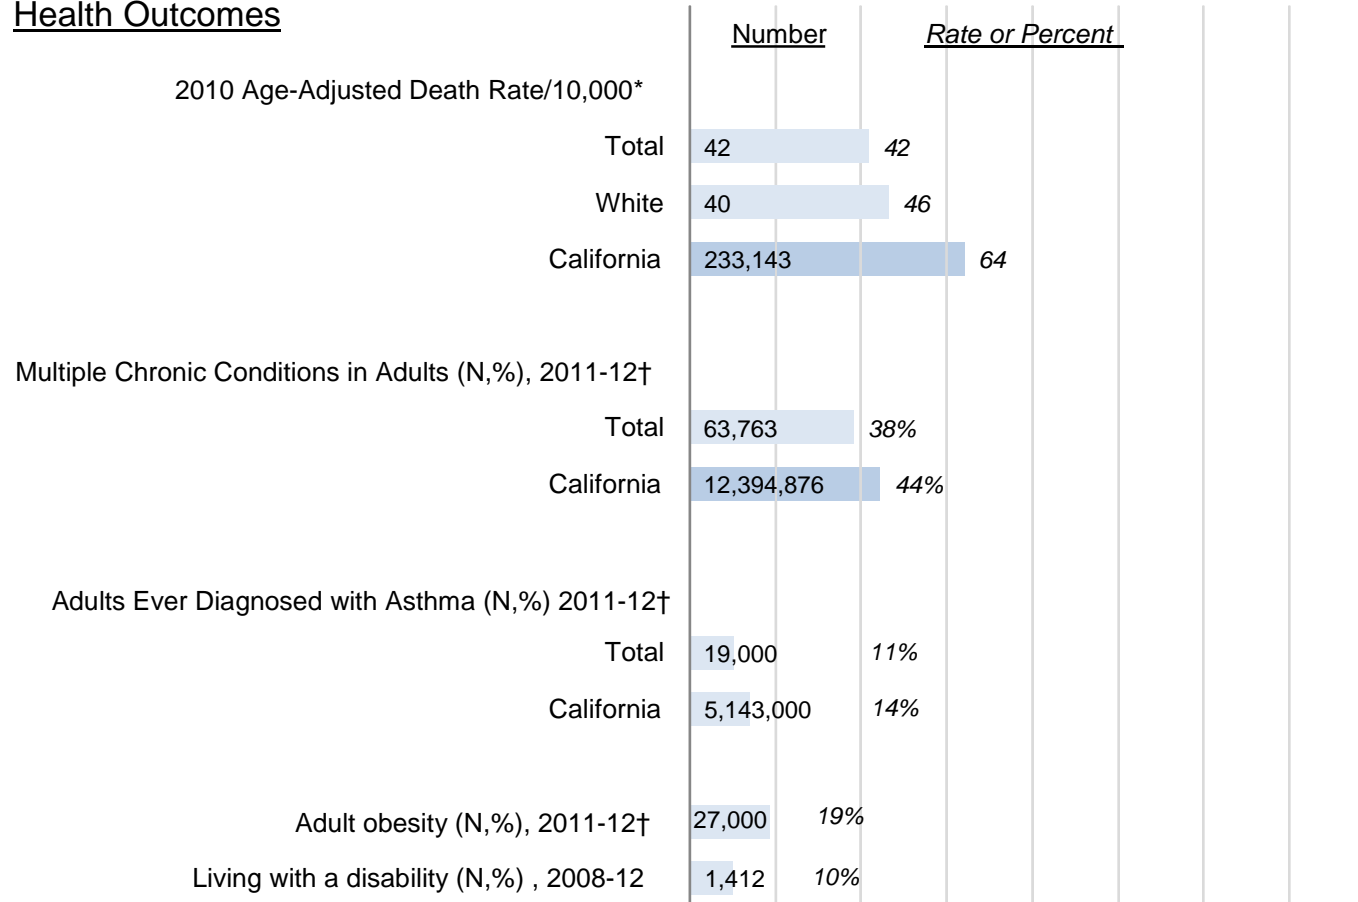 Health Outcomes
Number Rate or Percent
2010 Age-Adjusted Death Rate/10,000*
Total 42 42
White 40 46
California 233,143 64
Multiple Chronic Conditions in Adults (N,%), 2011-12†
Total 63,763 38%
California 12,394,876 44%
Adults Ever Diagnosed with Asthma (N,%) 2011-12†
Total 19,000 11%
California 5,143,000 14%
Adult obesity (N,%), 2011-12† 27,000 19%
Living with a disability (N,%) , 2008-12 1,412 10%